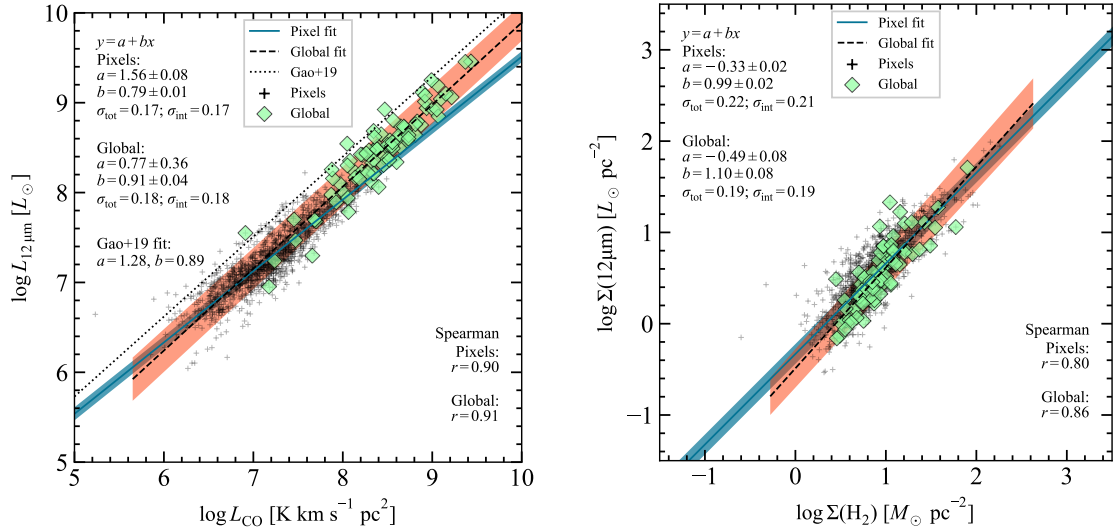 y = a + bx
Pixels:
a = 1.56 ± 0.08
b = 0.79 ± 0.01
σtot = 0.17; σint = 0.17
Global:
a = 0.77 ± 0.36
b = 0.91 ± 0.04
σtot = 0.18; σint = 0.18
Gao+19 fit:
a = 1.28, b = 0.89
Pixel fit
Global fit
Gao+19
Pixels
Global
Spearman
Pixels:
r = 0.90
Global:
r = 0.91
10
9
8
7
6
5
log L12 μm [L⊙]
5
6
7
8
9
10
log LCO [K km s−1 pc2]
y = a + bx
Pixels:
a = −0.33 ± 0.02
b = 0.99 ± 0.02
σtot = 0.22; σint = 0.21
Global:
a = −0.49 ± 0.08
b = 1.10 ± 0.08
σtot = 0.19; σint = 0.19
Pixel fit
Global fit
Pixels
Global
Spearman
Pixels:
r = 0.80
Global:
r = 0.86
3
2
1
0
−1
log Σ(12μm) [L⊙ pc−2]
−1
0
1
2
3
log Σ(H2) [M⊙ pc−2]